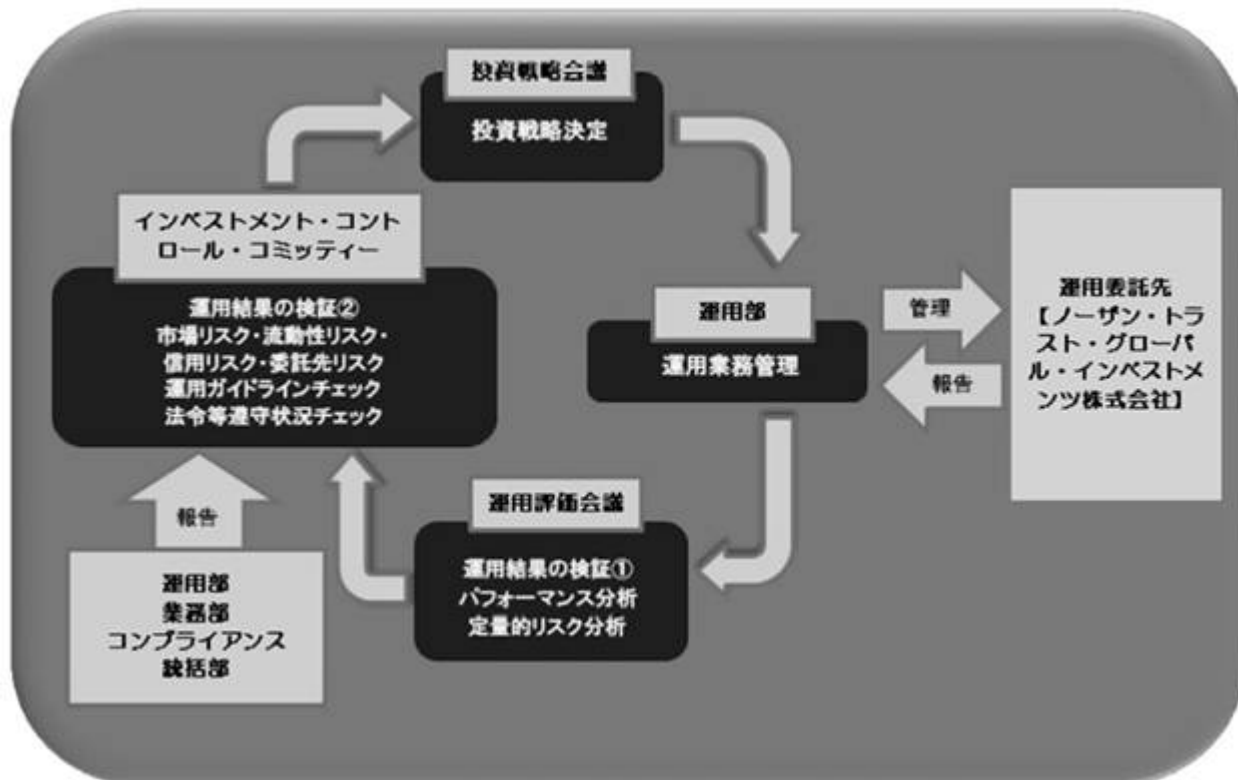 投資戦略会議
投資戦略決定
インベストメント・コント
ロール・コミッティー
運用結果の検証②
市場リスク・流動性リスク・
信用リスク・委託先リスク
運用ガイドラインチェック
法令等遵守状況チェック
運用部
運用業務管理
管理
報告
運用委託先
【ノーザン・トラ
スト・グローバ
ル・インベストメ
ンツ株式会社】
運用評価会議
運用結果の検証①
パフォーマンス分析
定量的リスク分析
報告
運用部
業務部
コンプライアンス
統括部